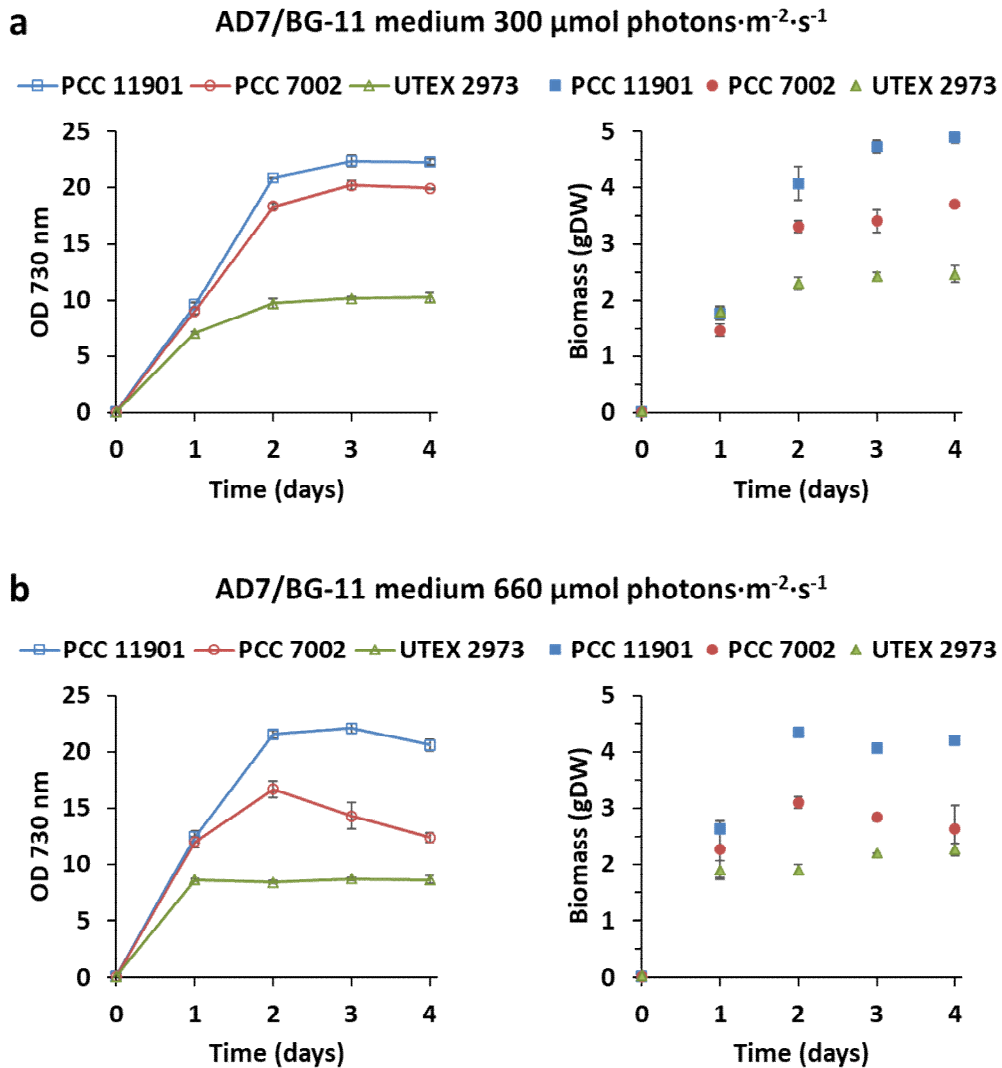 a
AD7/BG-11 medium 300 µmol photons·m⁻²·s⁻¹
PCC 11901 PCC 7002 UTEX 2973 PCC 11901 PCC 7002 UTEX 2973
OD 730 nm
25
20
15
10
5
0
0 1 2 3 4
Time (days)
Biomass (gDW)
5
4
3
2
1
0
0 1 2 3 4
Time (days)
b
AD7/BG-11 medium 660 µmol photons·m⁻²·s⁻¹
PCC 11901 PCC 7002 UTEX 2973 PCC 11901 PCC 7002 UTEX 2973
OD 730 nm
25
20
15
10
5
0
0 1 2 3 4
Time (days)
Biomass (gDW)
5
4
3
2
1
0
0 1 2 3 4
Time (days)